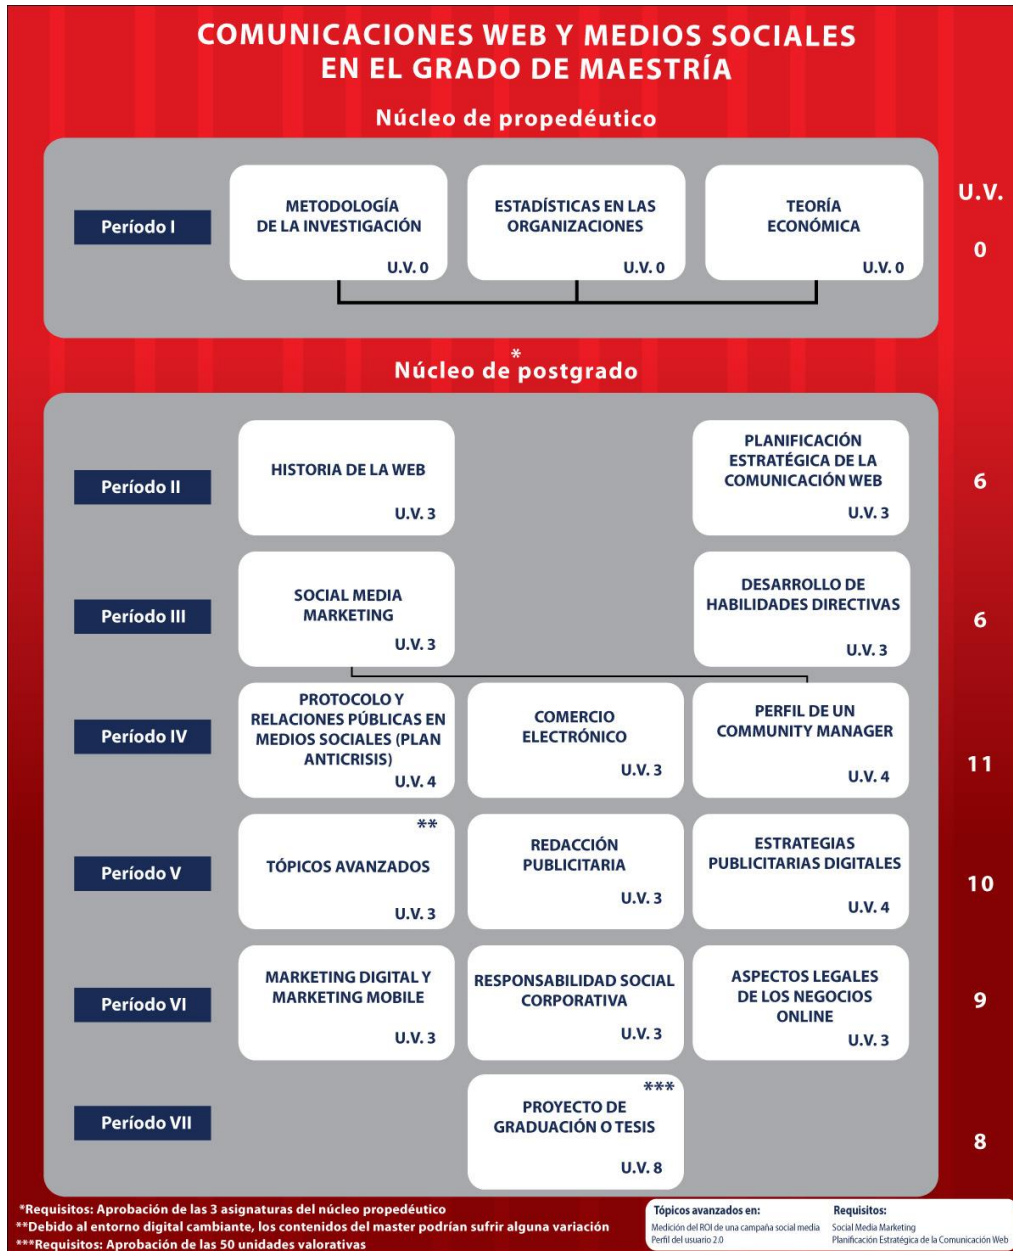 COMUNICACIONES WEB Y MEDIOS SOCIALES
EN EL GRADO DE MAESTRÍA
Núcleo de propedéutico
U.V.
Período I
METODOLOGÍA
DE LA INVESTIGACIÓN
U.V. 0
ESTADÍSTICAS EN LAS
ORGANIZACIONES
U.V. 0
TEORÍA
ECONÓMICA
U.V. 0
0
*
Núcleo de postgrado
Período II
HISTORIA DE LA WEB
U.V. 3
PLANIFICACIÓN
ESTRATÉGICA DE LA
COMUNICACIÓN WEB
U.V. 3
6
Período III
SOCIAL MEDIA
MARKETING
U.V. 3
DESARROLLO DE
HABILIDADES DIRECTIVAS
U.V. 3
6
Período IV
PROTOCOLO Y
RELACIONES PÚBLICAS EN
MEDIOS SOCIALES (PLAN
ANTICRISIS)
U.V. 4
COMERCIO
ELECTRÓNICO
U.V. 3
PERFIL DE UN
COMMUNITY MANAGER
U.V. 4
11
Período V
**
TÓPICOS AVANZADOS
U.V. 3
REDACCIÓN
PUBLICITARIA
U.V. 3
ESTRATEGIAS
PUBLICITARIAS DIGITALES
U.V. 4
10
Período VI
MARKETING DIGITAL Y
MARKETING MOBILE
U.V. 3
RESPONSABILIDAD SOCIAL
CORPORATIVA
U.V. 3
ASPECTOS LEGALES
DE LOS NEGOCIOS
ONLINE
U.V. 3
9
Período VII
***
PROYECTO DE
GRADUACIÓN O TESIS
U.V. 8
8
*Requisitos: Aprobación de las 3 asignaturas del núcleo propedéutico
**Debido al entorno digital cambiante, los contenidos del master podrían sufrir alguna variación
***Requisitos: Aprobación de las 50 unidades valorativas
Tópicos avanzados en:
Medición del ROI de una campaña social media
Perfil del usuario 2.0
Requisitos:
Social Media Marketing
Planificación Estratégica de la Comunicación Web